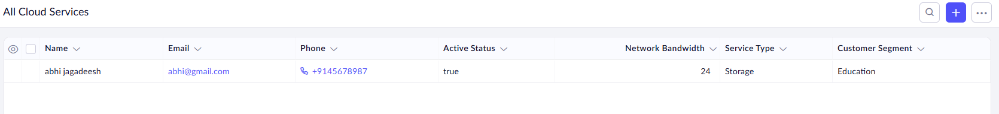 All Cloud Services
Name Email Phone Active Status Network Bandwidth Service Type Customer Segment
abhi jagadeesh abhi@gmail.com +9145678987 true 24 Storage Education